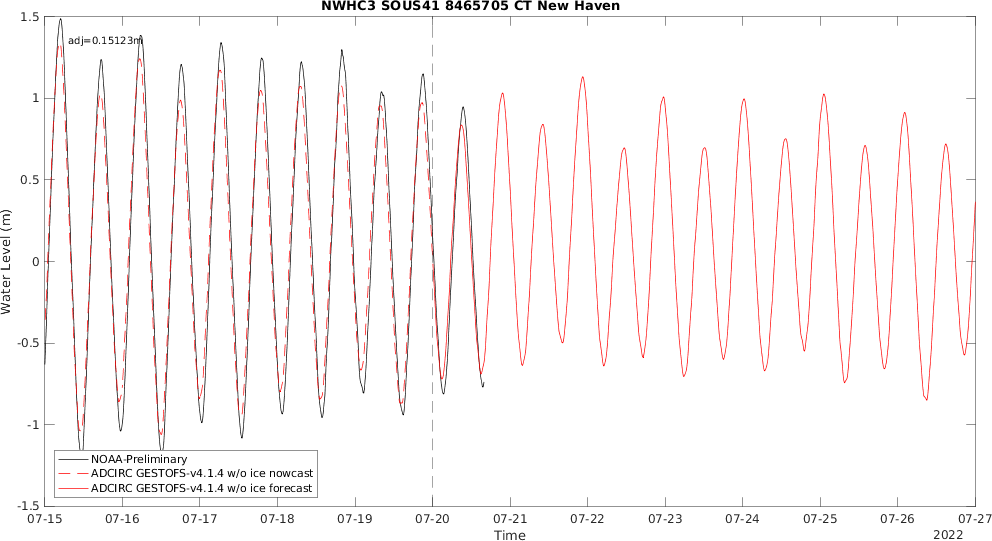 NWHC3 SOUS41 8465705 CT New Haven
adj=0.15123m
Water Level (m)
1.5
1
0.5
0
-0.5
-1
-1.5
NOAA-Preliminary
ADCIRC GESTOFS-v4.1.4 w/o ice nowcast
ADCIRC GESTOFS-v4.1.4 w/o ice forecast
07-15 07-16 07-17 07-18 07-19 07-20 07-21 07-22 07-23 07-24 07-25 07-26 07-27
Time
2022